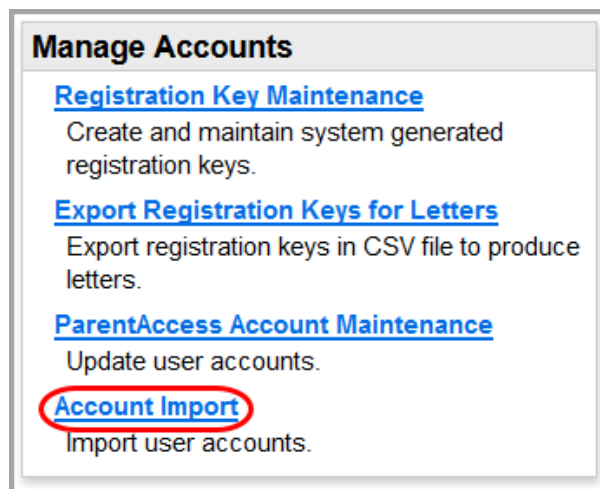 Manage Accounts
Registration Key Maintenance
Create and maintain system generated
registration keys.
Export Registration Keys for Letters
Export registration keys in CSV file to produce
letters.
ParentAccess Account Maintenance
Update user accounts.
Account Import
Import user accounts.